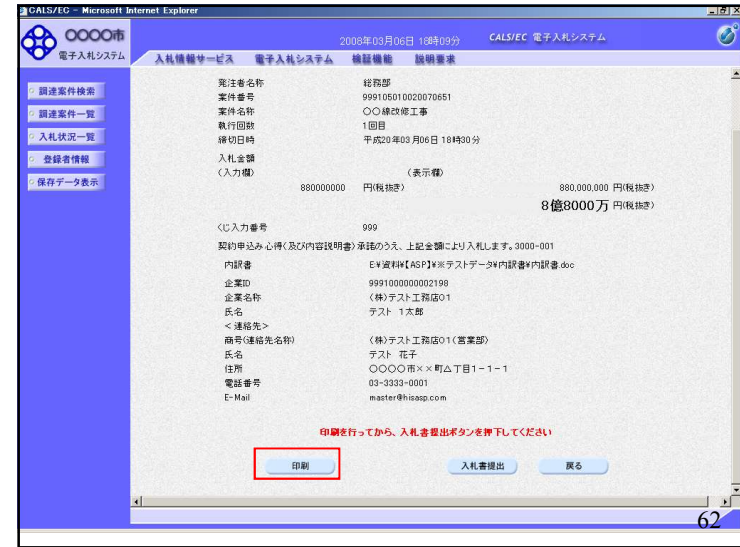 CALS/EC - Microsoft Internet Explorer
〇〇〇〇市
電子入札システム
2008年03月06日 18時09分
CALS/EC 電子入札システム
入札情報サービス 電子入札システム 検証機能 説明要求
調達案件検索
調達案件一覧
入札状況一覧
登録者情報
保存データ表示
発注者名称 総務部
案件番号 999105010020070651
案件名称 〇〇線改修工事
執行回数 1回目
締切日時 平成20年03月06日 18時30分
入札金額
(入力欄) (表示欄)
880000000 円(税抜き) 880,000,000 円(税抜き)
8億8000万 円(税抜き)
くじ入力番号 999
契約申込み心得(及び内容説明書)承諾のうえ、上記金額により入札します。3000-001
内訳書 E:¥資料¥【ASP】¥※テストデータ¥内訳書¥内訳書.doc
企業ID 9991000000002198
企業名称 (株)テスト工務店01
氏名 テスト 1太郎
<連絡先>
商号(連絡先名称) (株)テスト工務店01(営業部)
氏名 テスト 花子
住所 〇〇〇〇市××町△丁目1-1-1
電話番号 03-3333-0001
E-Mail master@hisasp.com
印刷を行ってから、入札書提出ボタンを押下してください
印刷 入札書提出 戻る
62